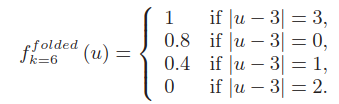 1 if |u − 3| = 3,
f_{k=6}^{folded} (u) = { 0.8 if |u − 3| = 0,
0.4 if |u − 3| = 1,
0 if |u − 3| = 2.